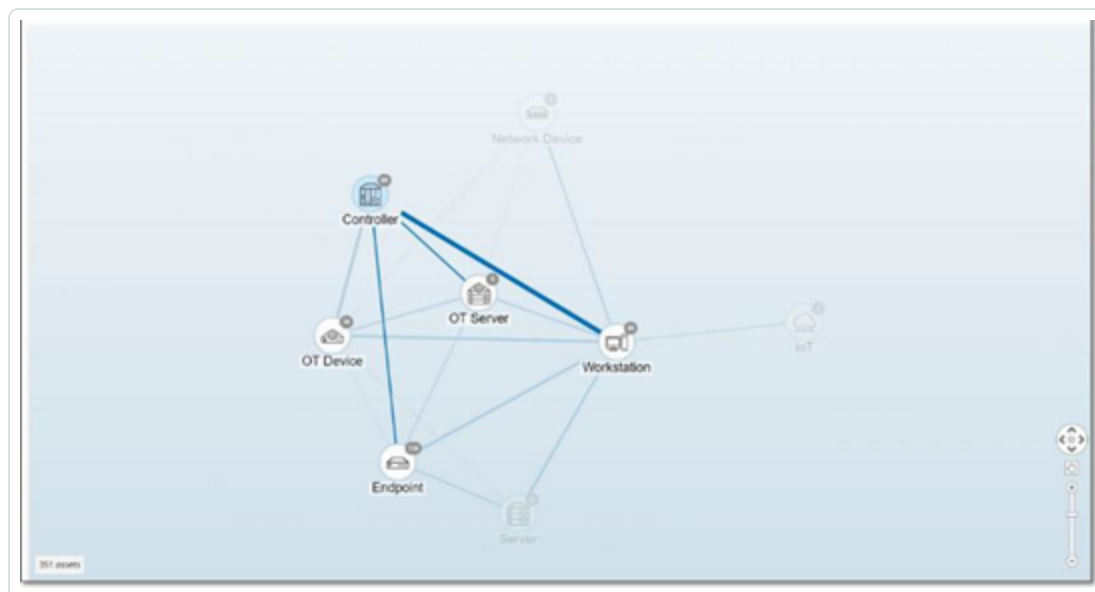 Network Device
Controller
OT Server
IoT
OT Device
Workstation
Endpoint
Server
351 assets